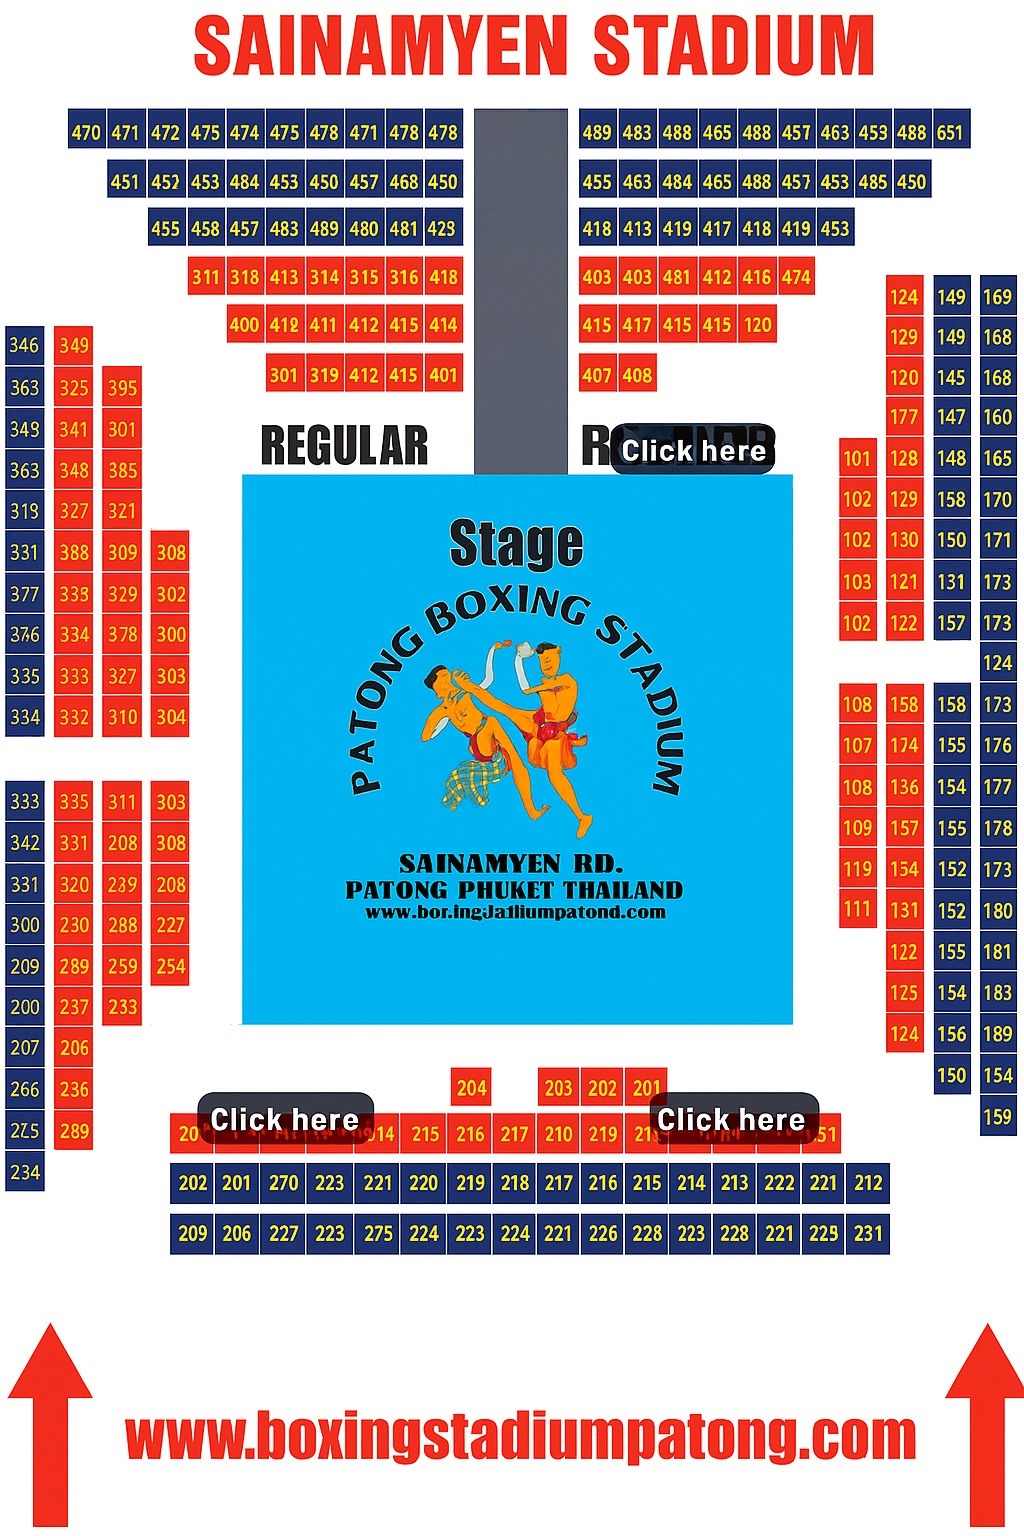 SAINAMYEN STADIUM
470 471 472 475 474 475 478 471 478 478 489 483 488 465 488 457 463 453 488 651
451 452 453 484 453 450 457 468 450 455 463 484 465 488 457 453 485 450
455 458 457 483 489 480 481 423 418 413 419 417 418 419 453
311 318 413 314 315 316 418 403 403 481 412 416 474
400 412 411 412 415 414 415 417 415 415 120
301 319 412 415 401 407 408
124 149 169
129 149 168
120 145 168
177 147 160
101 128 148 165
102 129 158 170
102 130 150 171
103 121 131 173
102 122 157 173
124
108 158 158 173
107 174 155 176
108 136 154 177
109 157 155 178
119 154 152 173
111 131 152 180
122 155 181
125 154 183
124 156 189
150 154
159
346 349
363 325 395
349 341 301
363 348 385
319 327 321
331 388 309 308
377 338 329 302
376 334 378 300
335 333 327 303
334 332 310 304
333 335 311 303
342 331 208 308
331 320 239 208
300 230 288 227
209 289 259 254
200 237 233
207 206
266 236
275 289
234
REGULAR
Click here
Stage
PATONG BOXING STADIUM
SAINAMYEN RD.
PATONG PHUKET THAILAND
204 203 202 201
Click here 215 216 217 210 219 Click here
202 201 270 223 221 220 219 218 217 216 215 214 213 222 221 212
209 206 227 223 275 224 223 224 221 226 228 223 228 221 225 231
www.boxingstadiumpatong.com